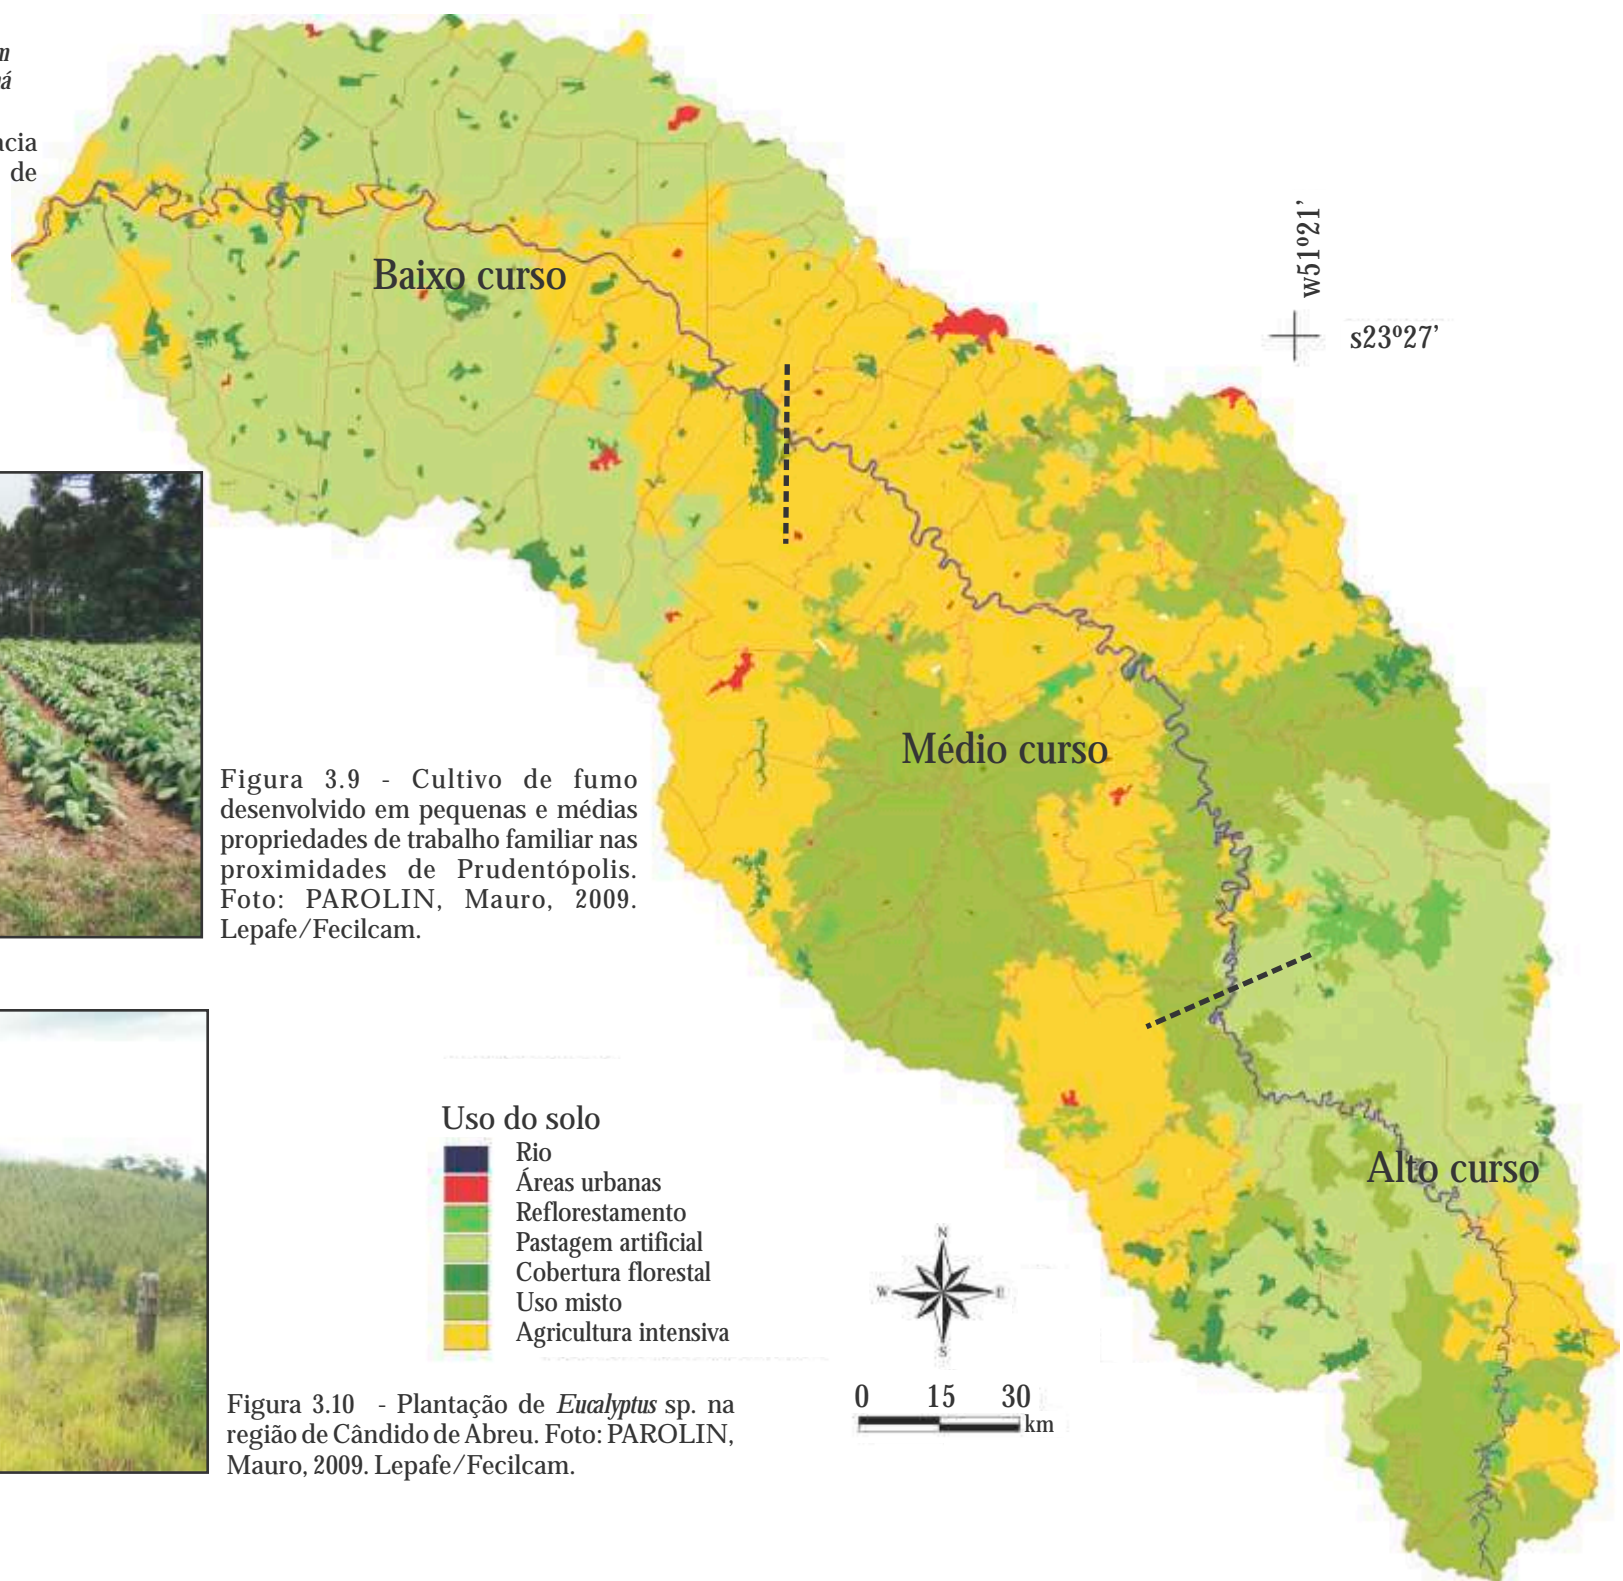 m
á
acia
de
Baixo curso
w51º21'
s23º27’
Médio curso
Figura 3.9 - Cultivo de fumo
desenvolvido em pequenas e médias
propriedades de trabalho familiar nas
proximidades de Prudentópolis.
Foto: PAROLIN, Mauro, 2009.
Lepafe/Fecilcam.
Alto curso
Uso do solo
Rio
Áreas urbanas
Reflorestamento
Pastagem artificial
Cobertura florestal
Uso misto
Agricultura intensiva
N
W
E
S
0 15 30
km
Figura 3.10 - Plantação de Eucalyptus sp. na
região de Cândido de Abreu. Foto: PAROLIN,
Mauro, 2009. Lepafe/Fecilcam.